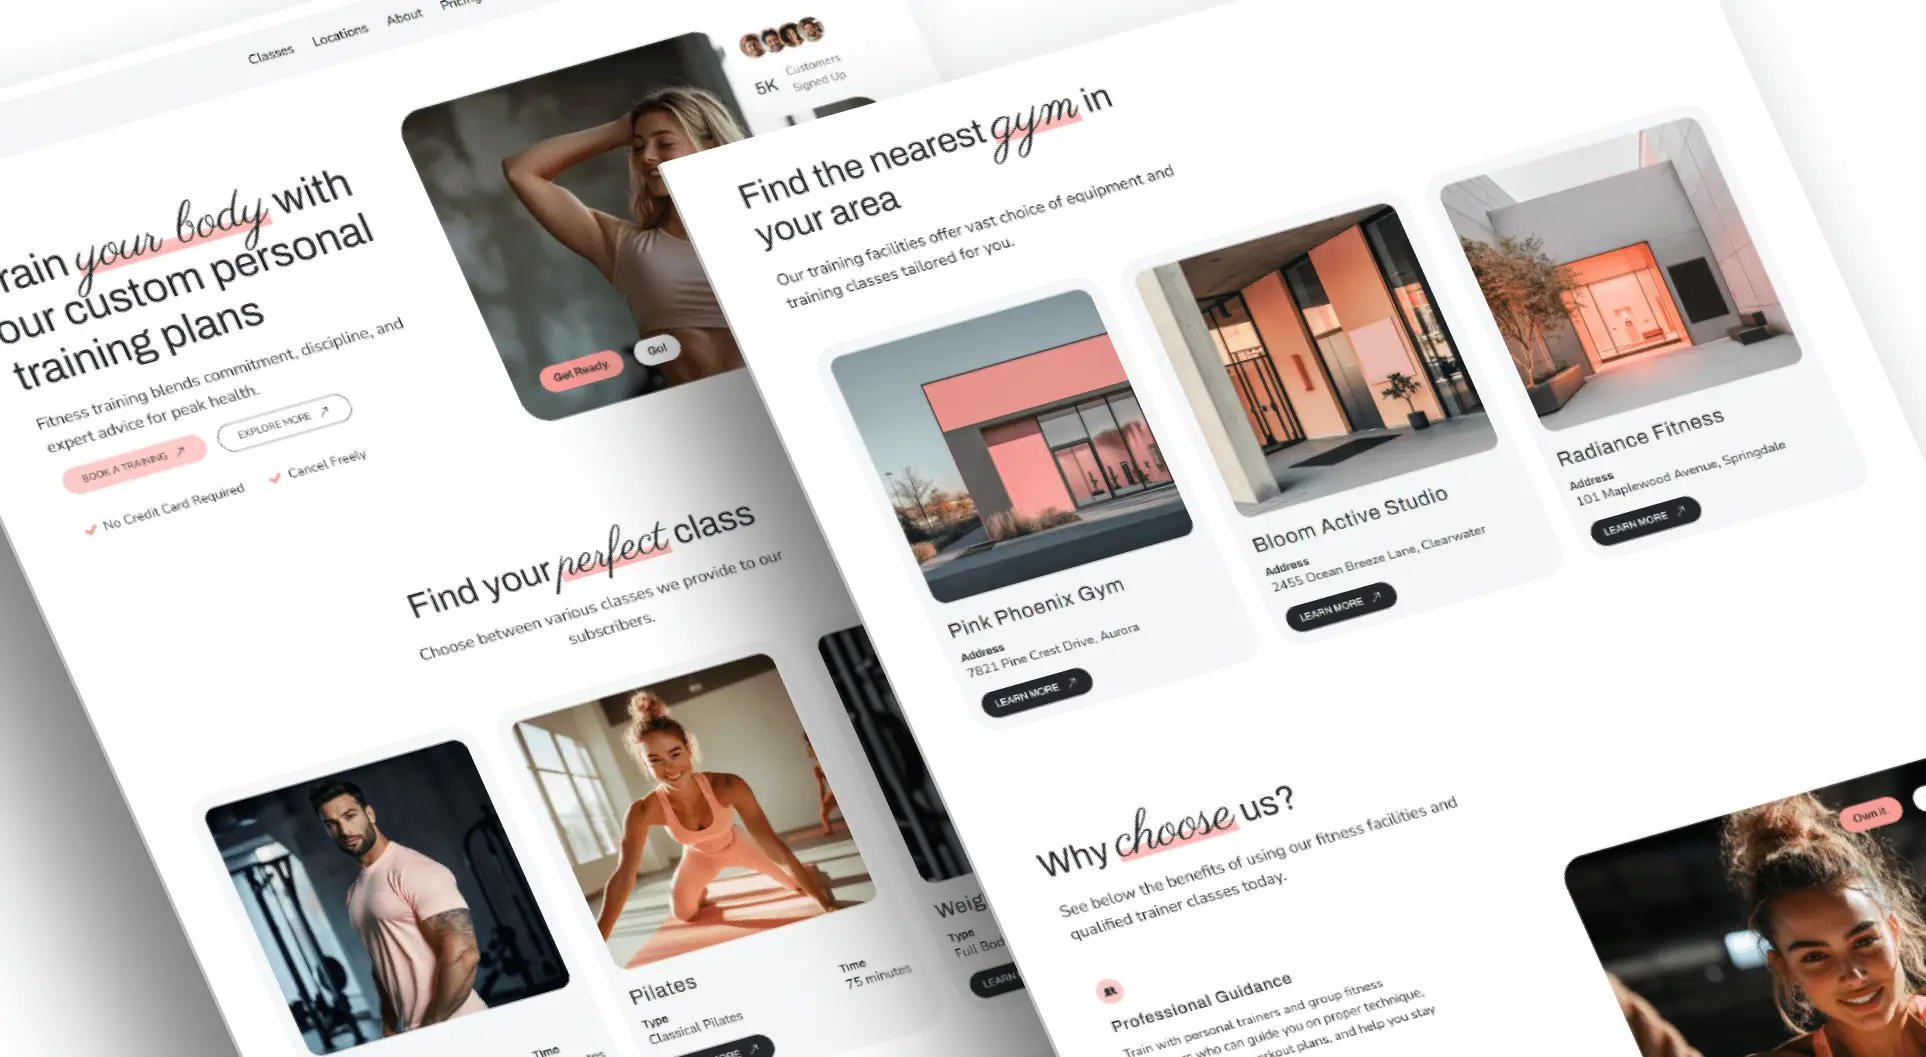 Classes Locations About Pricing
5K
Customers
Signed Up
rain your body with
our custom personal
training plans
Fitness training blends commitment, discipline, and
expert advice for peak health.
BOOK A TRAINING
EXPLORE MORE
No Credit Card Required
Cancel Freely
Get Ready.
Go!
Find your perfect class
Choose between various classes we provide to our
subscribers.
Time
Pilates
Type
Classical Pilates
Time
75 minutes
Weig
Type
Full Bod
LEARN
Find the nearest gym in
your area
Our training facilities offer vast choice of equipment and
training classes tailored for you.
Pink Phoenix Gym
Address
7821 Pine Crest Drive, Aurora
LEARN MORE
Bloom Active Studio
Address
2455 Ocean Breeze Lane, Clearwater
LEARN MORE
Radiance Fitness
Address
101 Maplewood Avenue, Springdale
LEARN MORE
Why choose us?
See below the benefits of using our fitness facilities and
qualified trainer classes today.
Professional Guidance
Train with personal trainers and group fitness
who can guide you on proper technique,
plans, and help you stay
Own it.